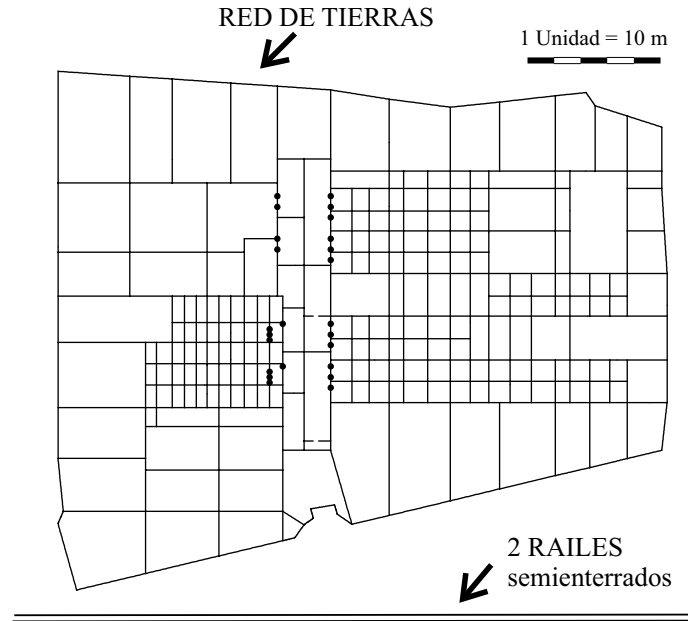 RED DE TIERRAS
1 Unidad = 10 m
2 RAILES
semienterrados